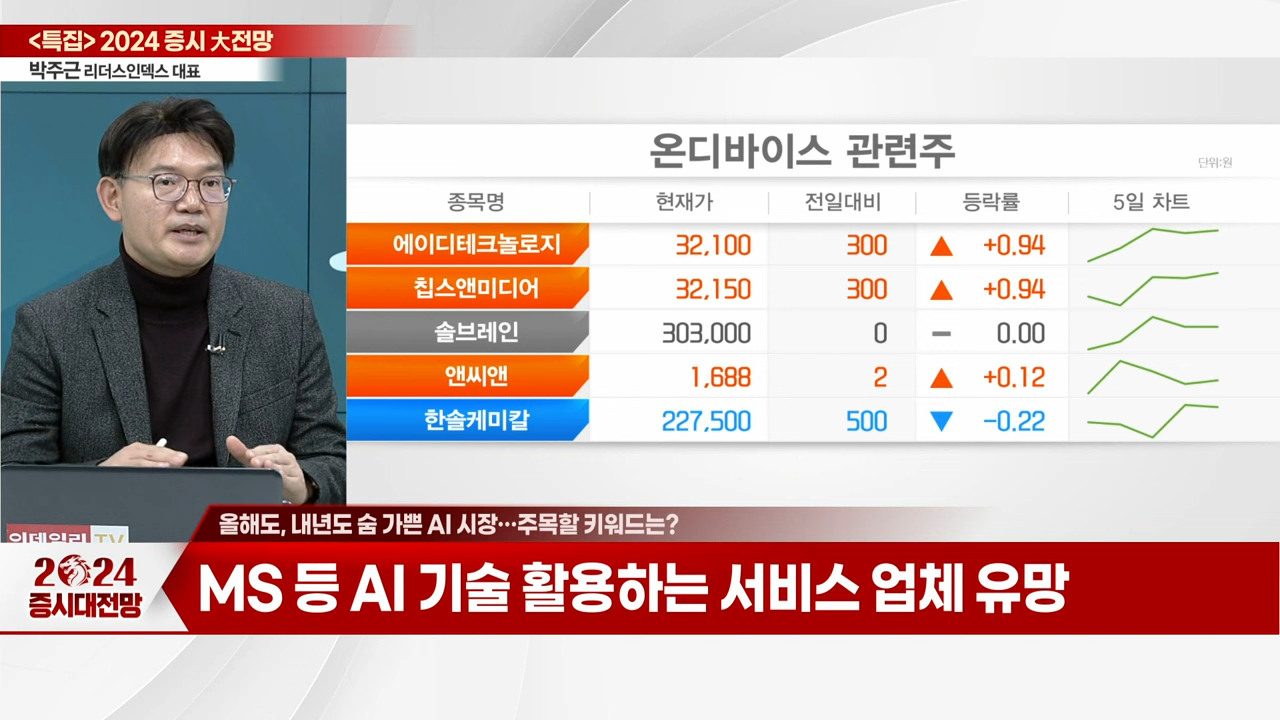 <특집> 2024 증시 大전망
박주근 리더스인덱스 대표
온디바이스 관련주
단위:원
종목명 현재가 전일대비 등락률 5일 차트
에이디테크놀로지 32,100 300 ▲ +0.94
칩스앤미디어 32,150 300 ▲ +0.94
솔브레인 303,000 0 - 0.00
앤씨앤 1,688 2 ▲ +0.12
한솔케미칼 227,500 500 ▼ -0.22
올해도, 내년도 숨 가쁜 AI 시장…주목할 키워드는?
이데일리 TV
2024
증시대전망
MS 등 AI 기술 활용하는 서비스 업체 유망